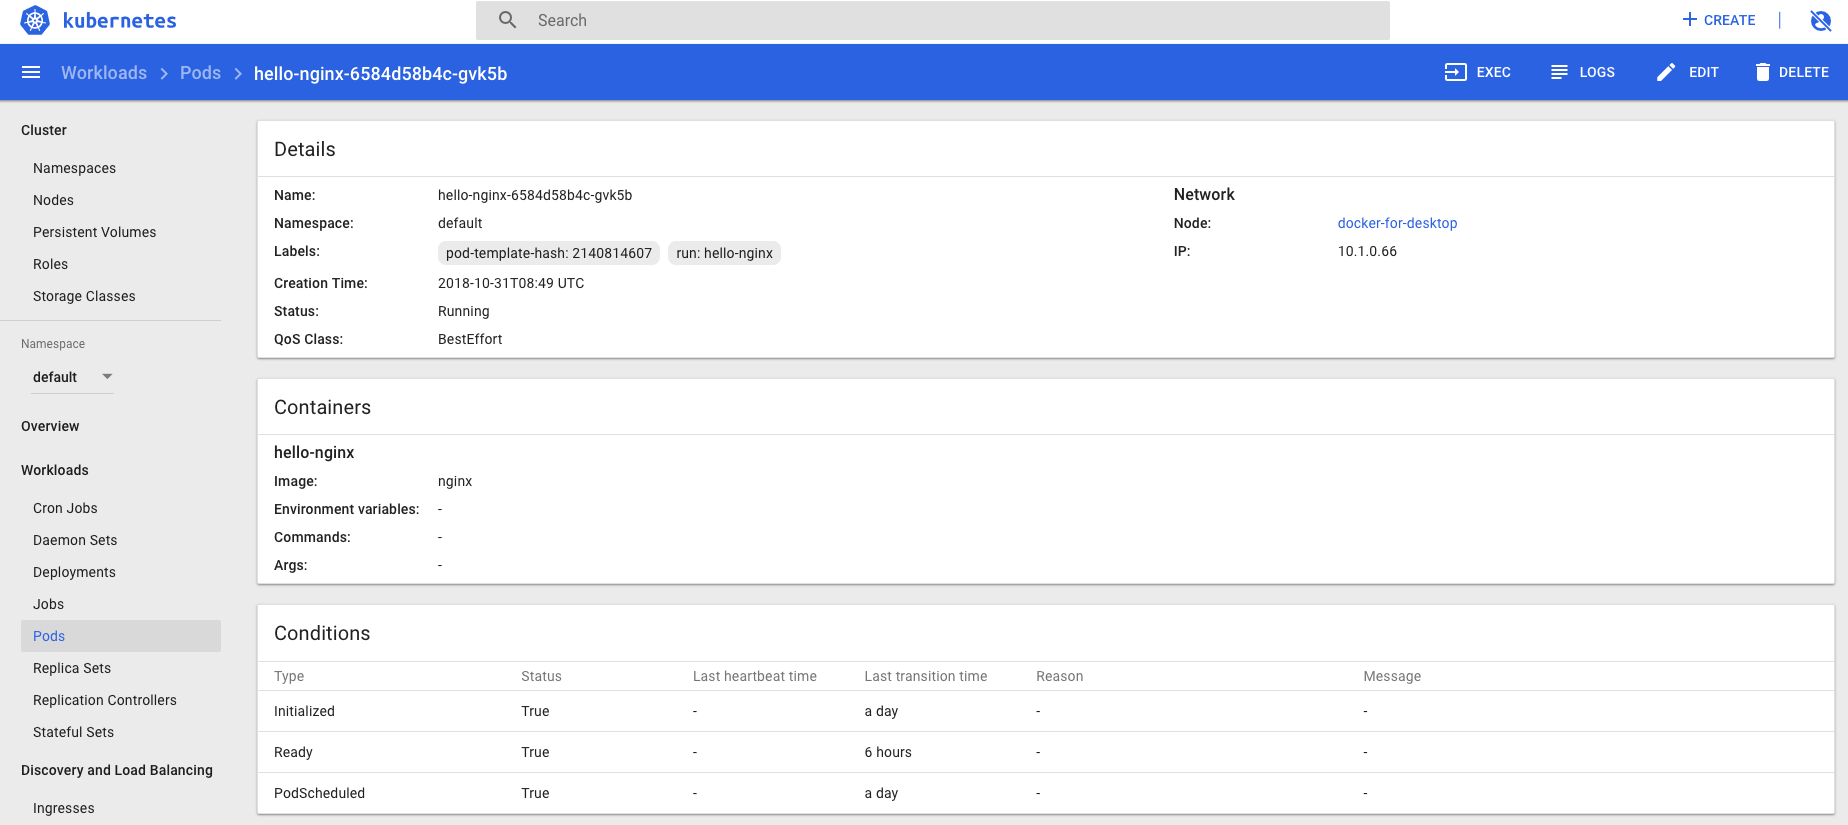 kubernetes
Search
CREATE |
Workloads > Pods > hello-nginx-6584d58b4c-gvk5b
EXEC LOGS EDIT DELETE
Cluster
Namespaces
Nodes
Persistent Volumes
Roles
Storage Classes
Namespace
default
Overview
Workloads
Cron Jobs
Daemon Sets
Deployments
Jobs
Pods
Replica Sets
Replication Controllers
Stateful Sets
Discovery and Load Balancing
Ingresses
Details
Name: hello-nginx-6584d58b4c-gvk5b
Namespace: default
Labels: pod-template-hash: 2140814607 run: hello-nginx
Creation Time: 2018-10-31T08:49 UTC
Status: Running
QoS Class: BestEffort
Network
Node: docker-for-desktop
IP: 10.1.0.66
Containers
hello-nginx
Image: nginx
Environment variables: -
Commands: -
Args: -
Conditions
Type Status Last heartbeat time Last transition time Reason Message
Initialized True - a day - -
Ready True - 6 hours - -
PodScheduled True - a day - -